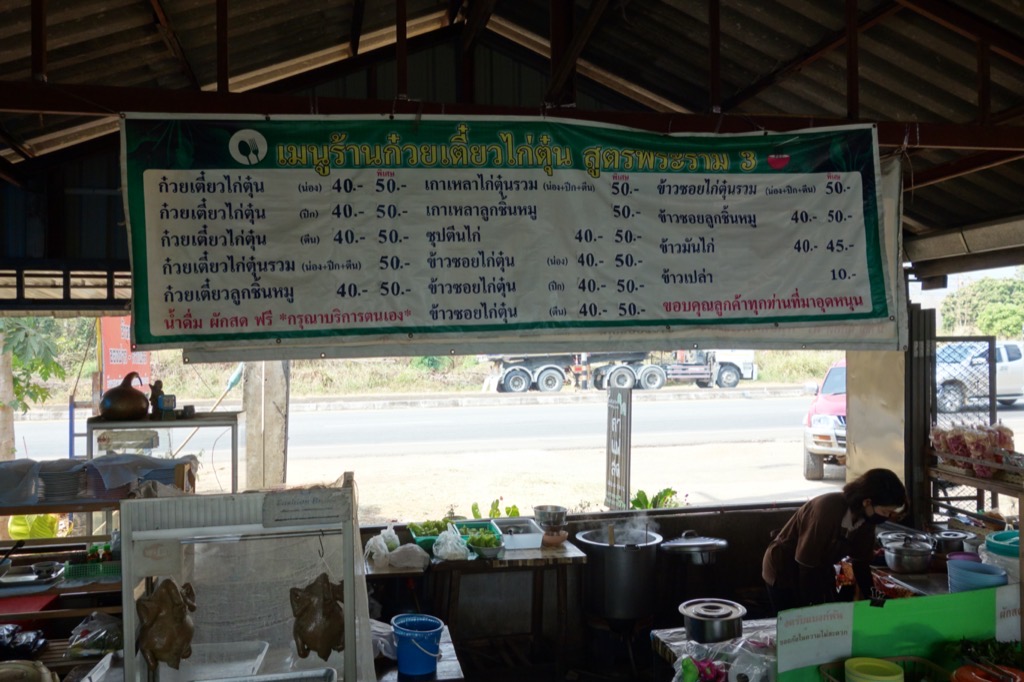 เมนูร้านก๋วยเตี๋ยวไก่ตุ๋น สูตรพระราม 3
พิเศษ
ก๋วยเตี๋ยวไก่ตุ๋น (น่อง) 40.- 50.-
ก๋วยเตี๋ยวไก่ตุ๋น (ปีก) 40.- 50.-
ก๋วยเตี๋ยวไก่ตุ๋น (ตีน) 40.- 50.-
ก๋วยเตี๋ยวไก่ตุ๋นรวม (น่อง+ปีก+ตีน) 50.-
ก๋วยเตี๋ยวลูกชิ้นหมู 40.- 50.-
น้ำดื่ม ผักสด ฟรี *กรุณาบริการตนเอง*
พิเศษ
เกาเหลาไก่ตุ๋นรวม (น่อง+ปีก+ตีน) 50.-
เกาเหลาลูกชิ้นหมู 50.-
ซุปตีนไก่ 40.- 50.-
ข้าวซอยไก่ตุ๋น (น่อง) 40.- 50.-
ข้าวซอยไก่ตุ๋น (ปีก) 40.- 50.-
ข้าวซอยไก่ตุ๋น (ตีน) 40.- 50.-
พิเศษ
ข้าวซอยไก่ตุ๋นรวม (น่อง+ปีก+ตีน) 50.-
ข้าวซอยลูกชิ้นหมู 40.- 50.-
ข้าวมันไก่ 40.- 45.-
ข้าวเปล่า 10.-
ขอบคุณลูกค้าทุกท่านที่มาอุดหนุน